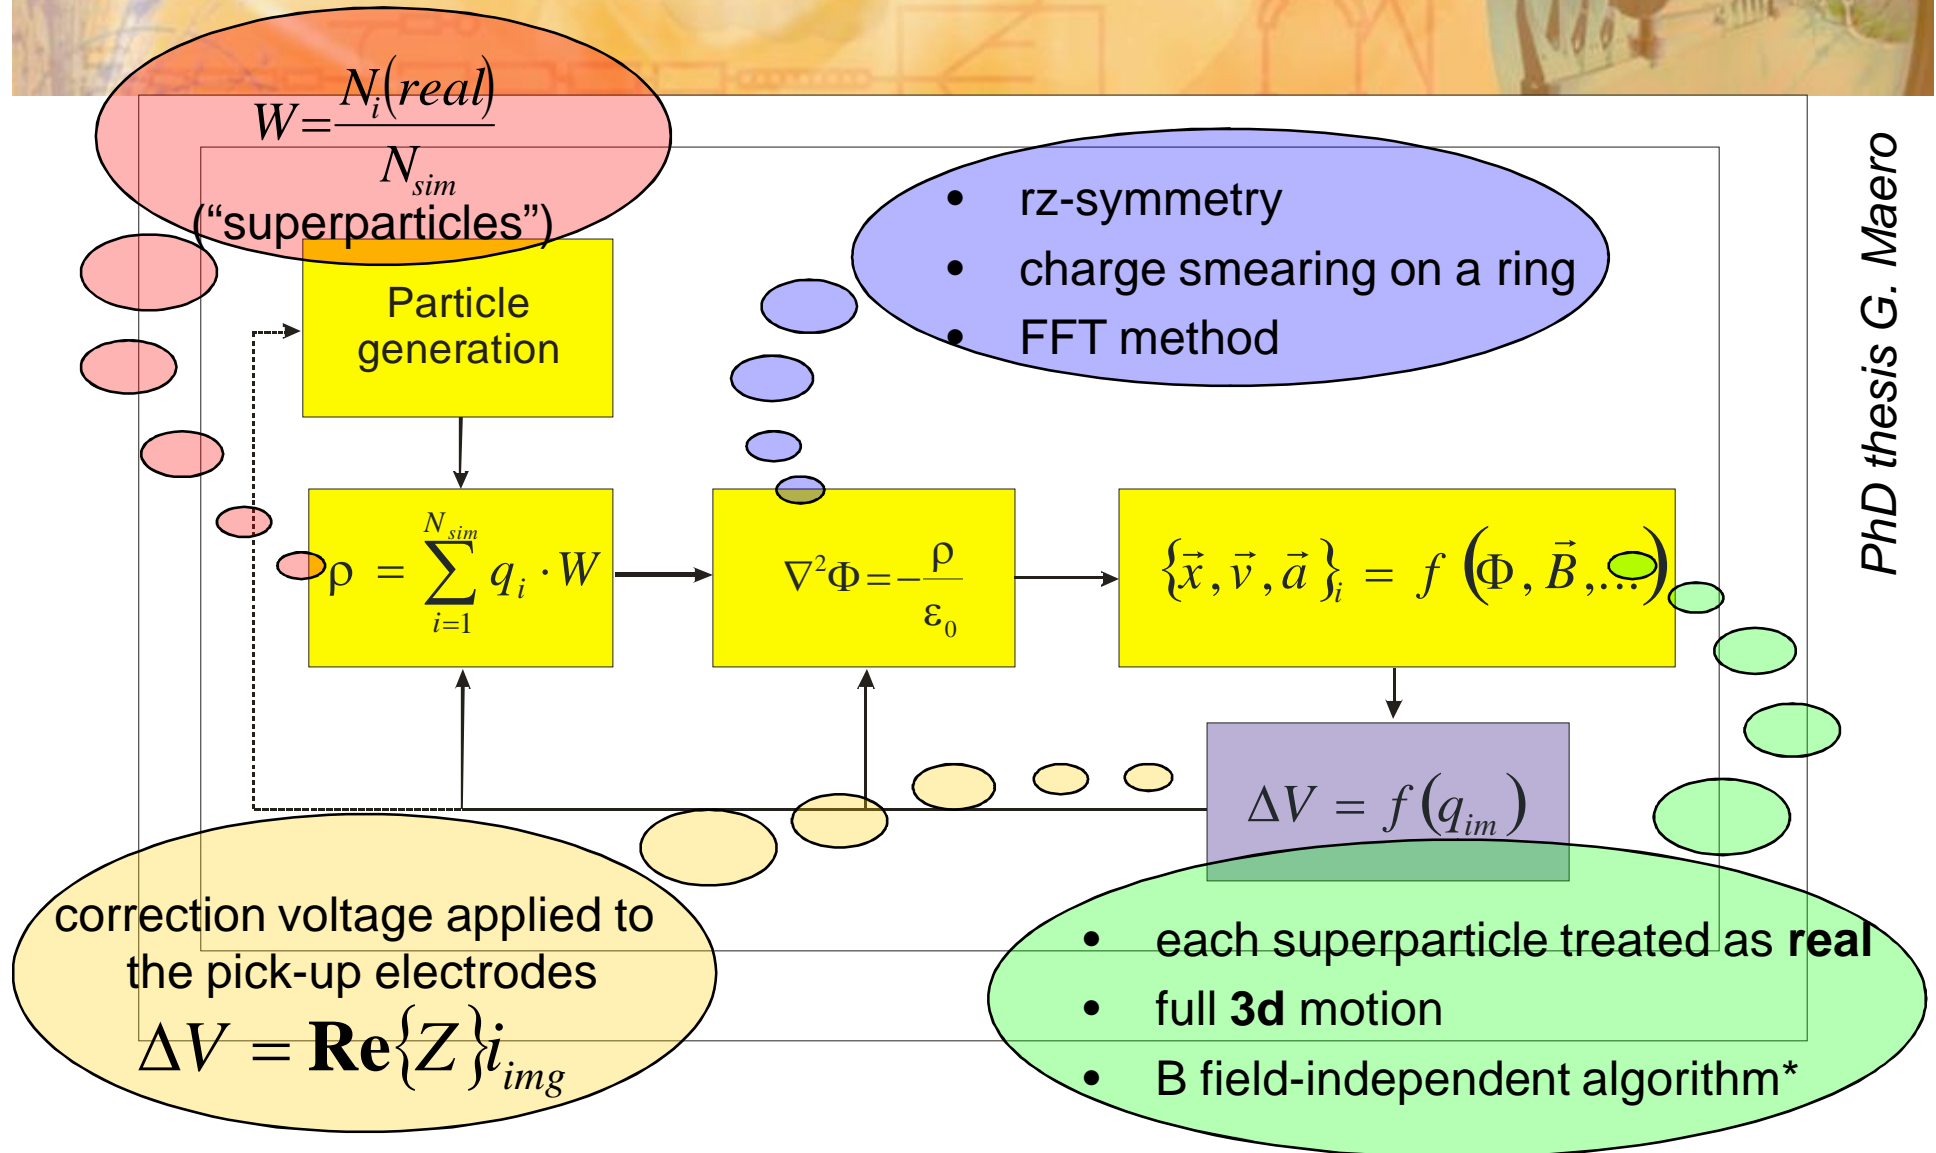 W = N_i(real) / N_sim
(“superparticles”)
• rz-symmetry
• charge smearing on a ring
• FFT method
PhD thesis G. Maero
Particle
generation
ρ = ∑_{i=1}^{N_sim} q_i · W
∇²Φ = −ρ/ε₀
{x⃗, v⃗, a⃗}_i = f(Φ, B⃗,...)
ΔV = f(q_im)
correction voltage applied to
the pick-up electrodes
ΔV = Re{Z}i_img
• each superparticle treated as real
• full 3d motion
• B field-independent algorithm*